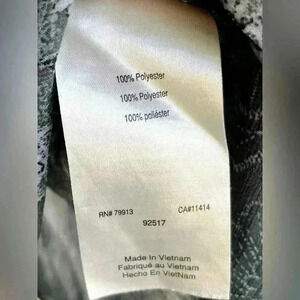 100% Polyester
100% Polyester
100% poliéster
RN# 79913 CA#11414
92517
Made In Vietnam
Fabriqué au Vietnam
Hecho En VietNam